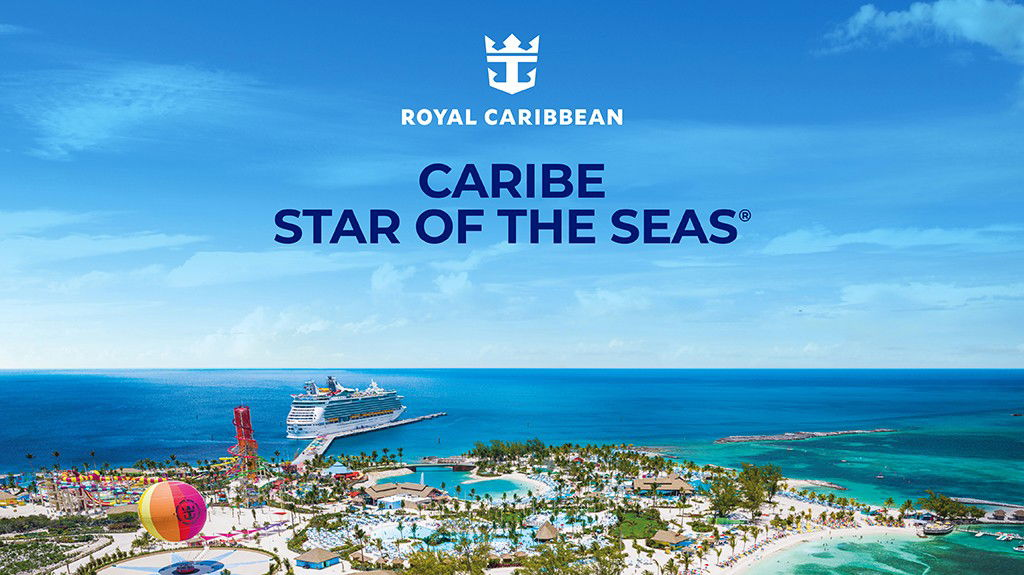 ROYAL CARIBBEAN
CARIBE
STAR OF THE SEAS®